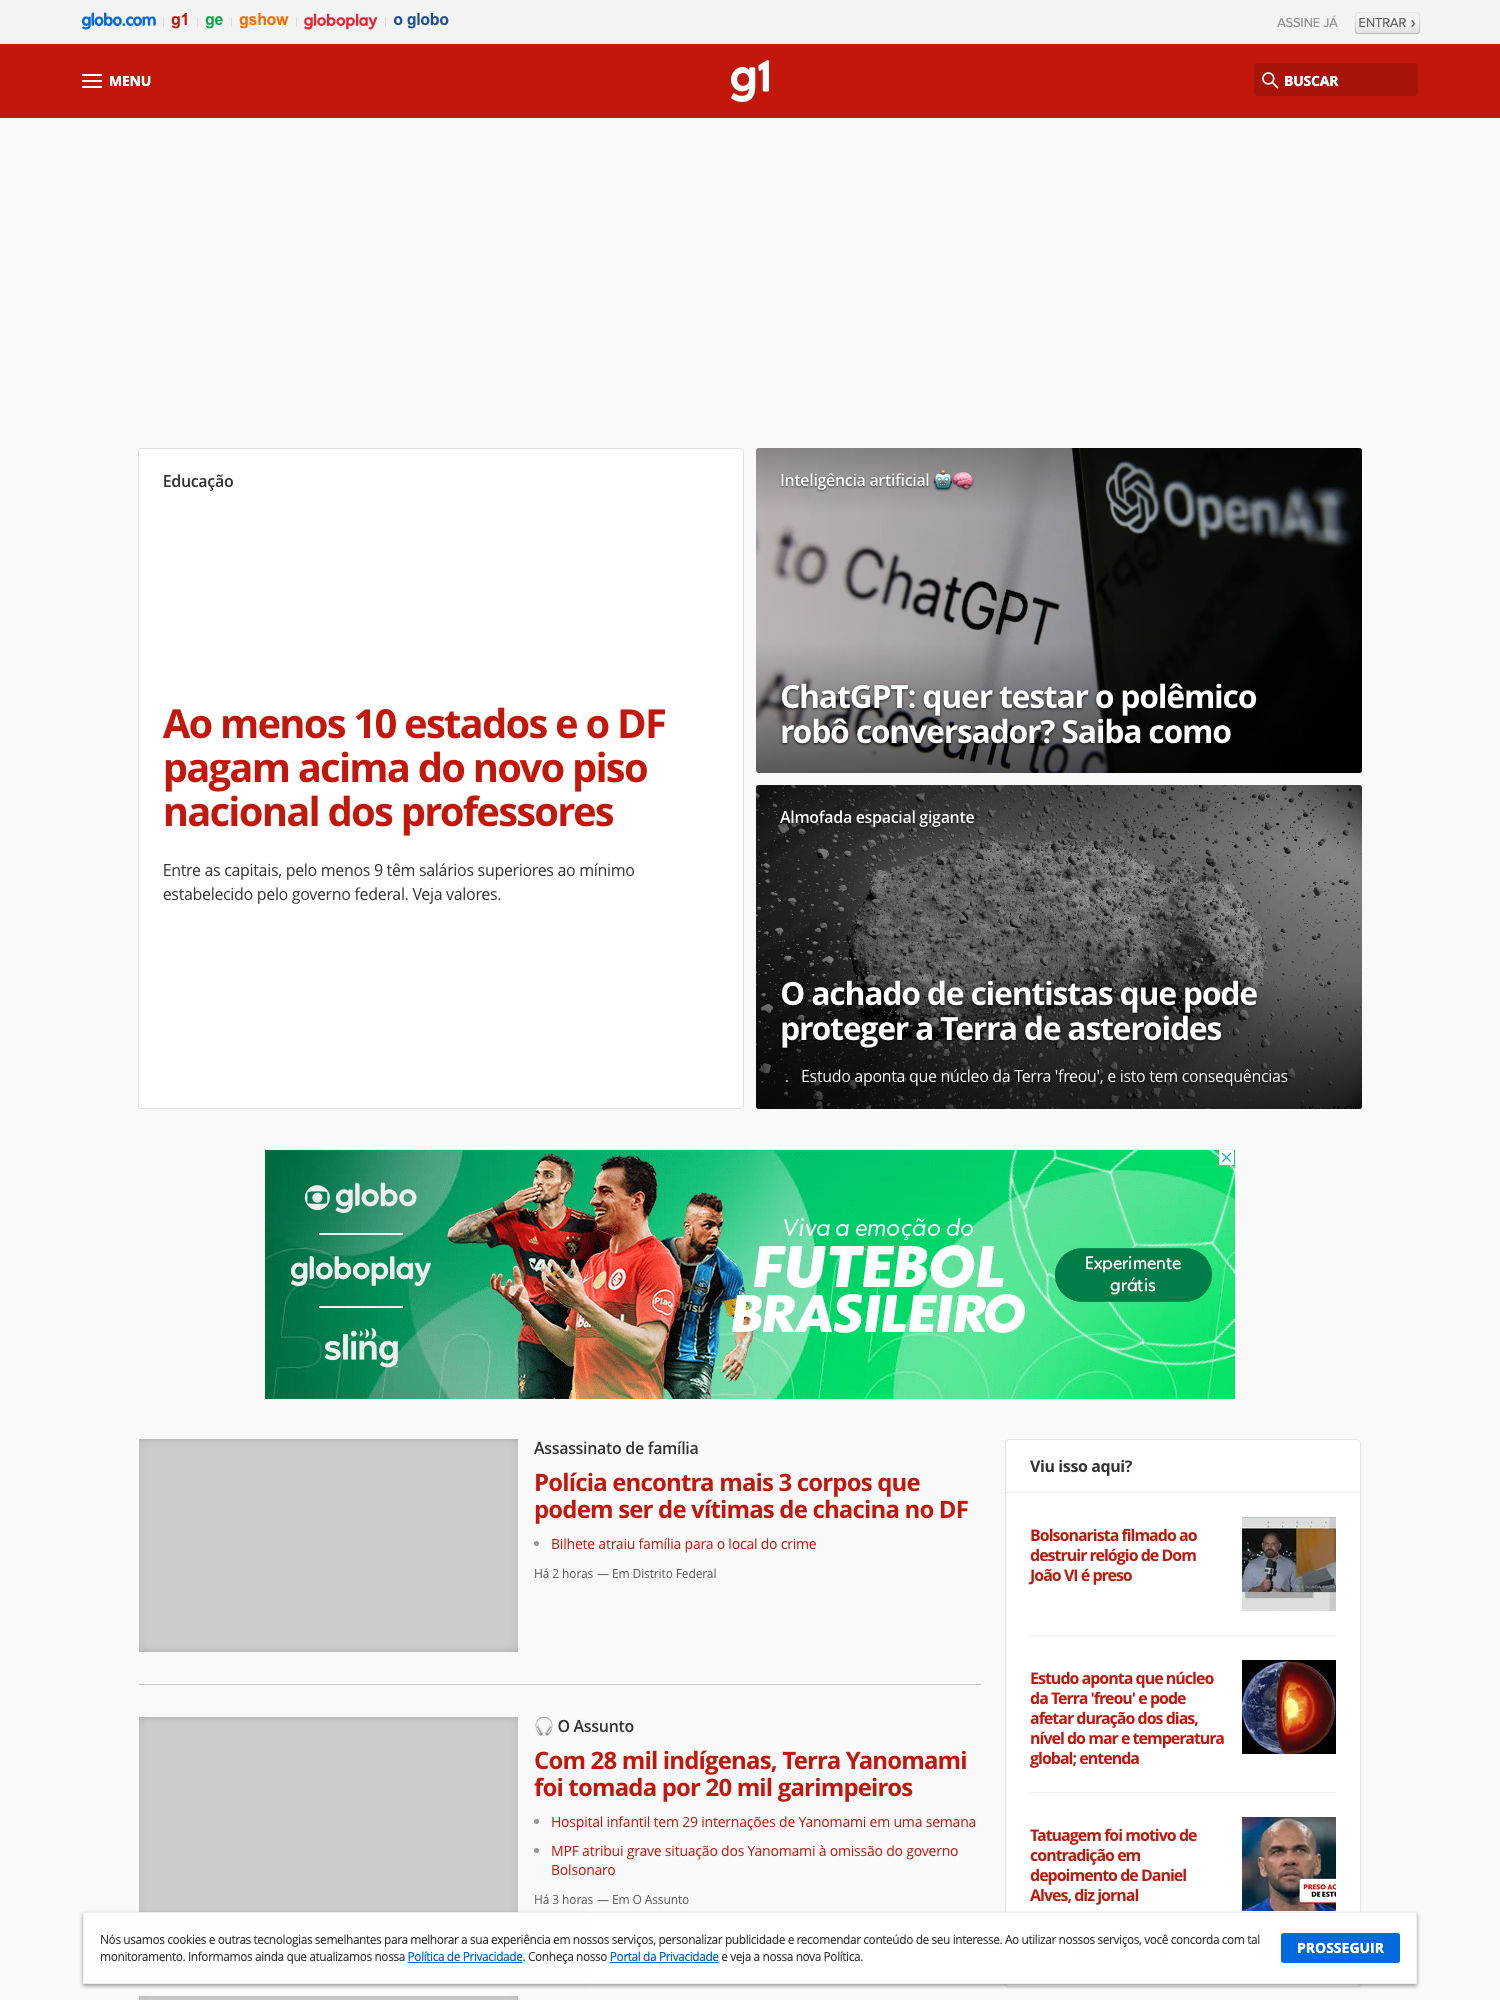 globo.com g1 ge gshow globoplay o globo
ASSINE JÁ ENTRAR ›
MENU
g1
BUSCAR
Educação
Ao menos 10 estados e o DF
pagam acima do novo piso
nacional dos professores
Entre as capitais, pelo menos 9 têm salários superiores ao mínimo
estabelecido pelo governo federal. Veja valores.
Inteligência artificial
OpenAI
to ChatGPT
ChatGPT: quer testar o polêmico
robô conversador? Saiba como
Almofada espacial gigante
O achado de cientistas que pode
proteger a Terra de asteroides
Estudo aponta que núcleo da Terra 'freou', e isto tem consequências
globo
globoplay
sling
Viva a emoção do
FUTEBOL
BRASILEIRO
Experimente
grátis
Assassinato de família
Polícia encontra mais 3 corpos que
podem ser de vítimas de chacina no DF
Bilhete atraiu família para o local do crime
Há 2 horas — Em Distrito Federal
🎧 O Assunto
Com 28 mil indígenas, Terra Yanomami
foi tomada por 20 mil garimpeiros
Hospital infantil tem 29 internações de Yanomami em uma semana
MPF atribui grave situação dos Yanomami à omissão do governo
Bolsonaro
Há 3 horas — Em O Assunto
Viu isso aqui?
Bolsonarista filmado ao
destruir relógio de Dom
João VI é preso
Estudo aponta que núcleo
da Terra 'freou' e pode
afetar duração dos dias,
nível do mar e temperatura
global; entenda
Tatuagem foi motivo de
contradição em
depoimento de Daniel
Alves, diz jornal
PRESO AC
DE EST
Nós usamos cookies e outras tecnologias semelhantes para melhorar a sua experiência em nossos serviços, personalizar publicidade e recomendar conteúdo de seu interesse. Ao utilizar nossos serviços, você concorda com tal
monitoramento. Informamos ainda que atualizamos nossa Política de Privacidade. Conheça nosso Portal da Privacidade e veja a nossa nova Política.
PROSSEGUIR